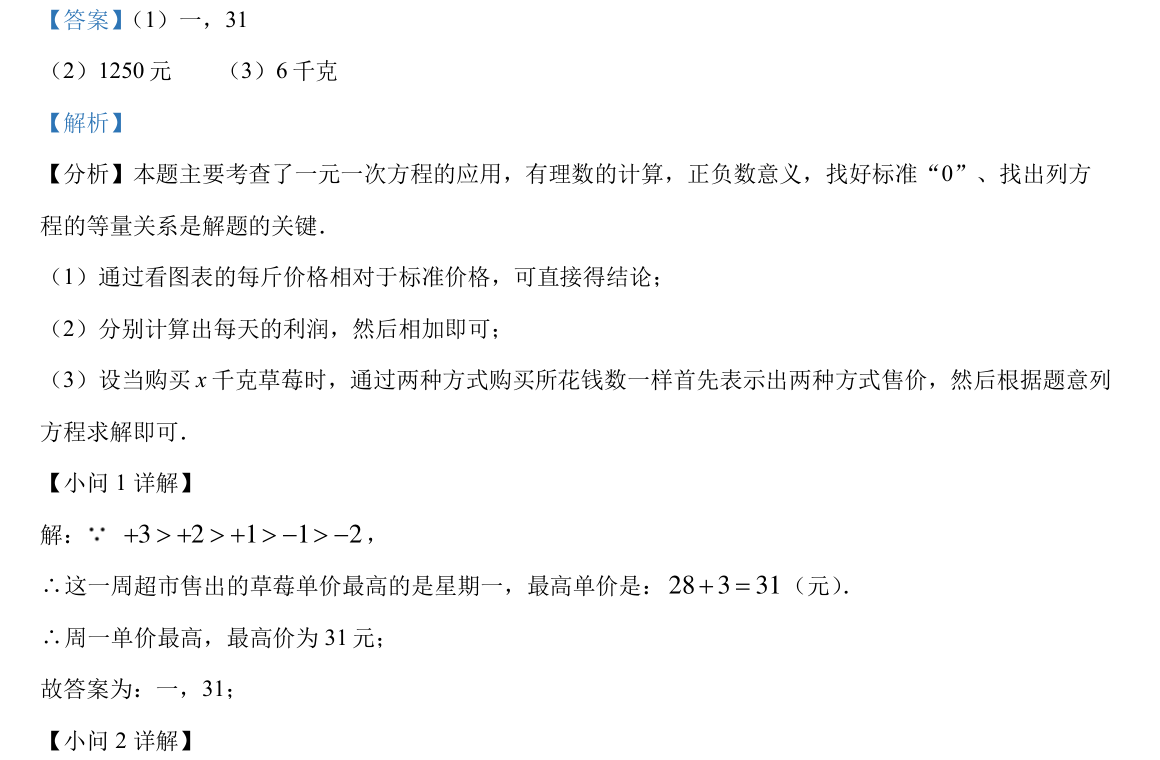 【答案】（1）一，31
（2）1250 元 （3）6 千克
【解析】
【分析】本题主要考查了一元一次方程的应用，有理数的计算，正负数意义，找好标准“0”、找出列方
程的等量关系是解题的关键．
（1）通过看图表的每斤价格相对于标准价格，可直接得结论；
（2）分别计算出每天的利润，然后相加即可；
（3）设当购买 x 千克草莓时，通过两种方式购买所花钱数一样首先表示出两种方式售价，然后根据题意列
方程求解即可．
【小问 1 详解】
解：∵ +3 > +2 > +1 > −1 > −2，
∴这一周超市售出的草莓单价最高的是星期一，最高单价是：28 + 3 = 31（元）．
∴周一单价最高，最高价为 31 元；
故答案为：一，31；
【小问 2 详解】